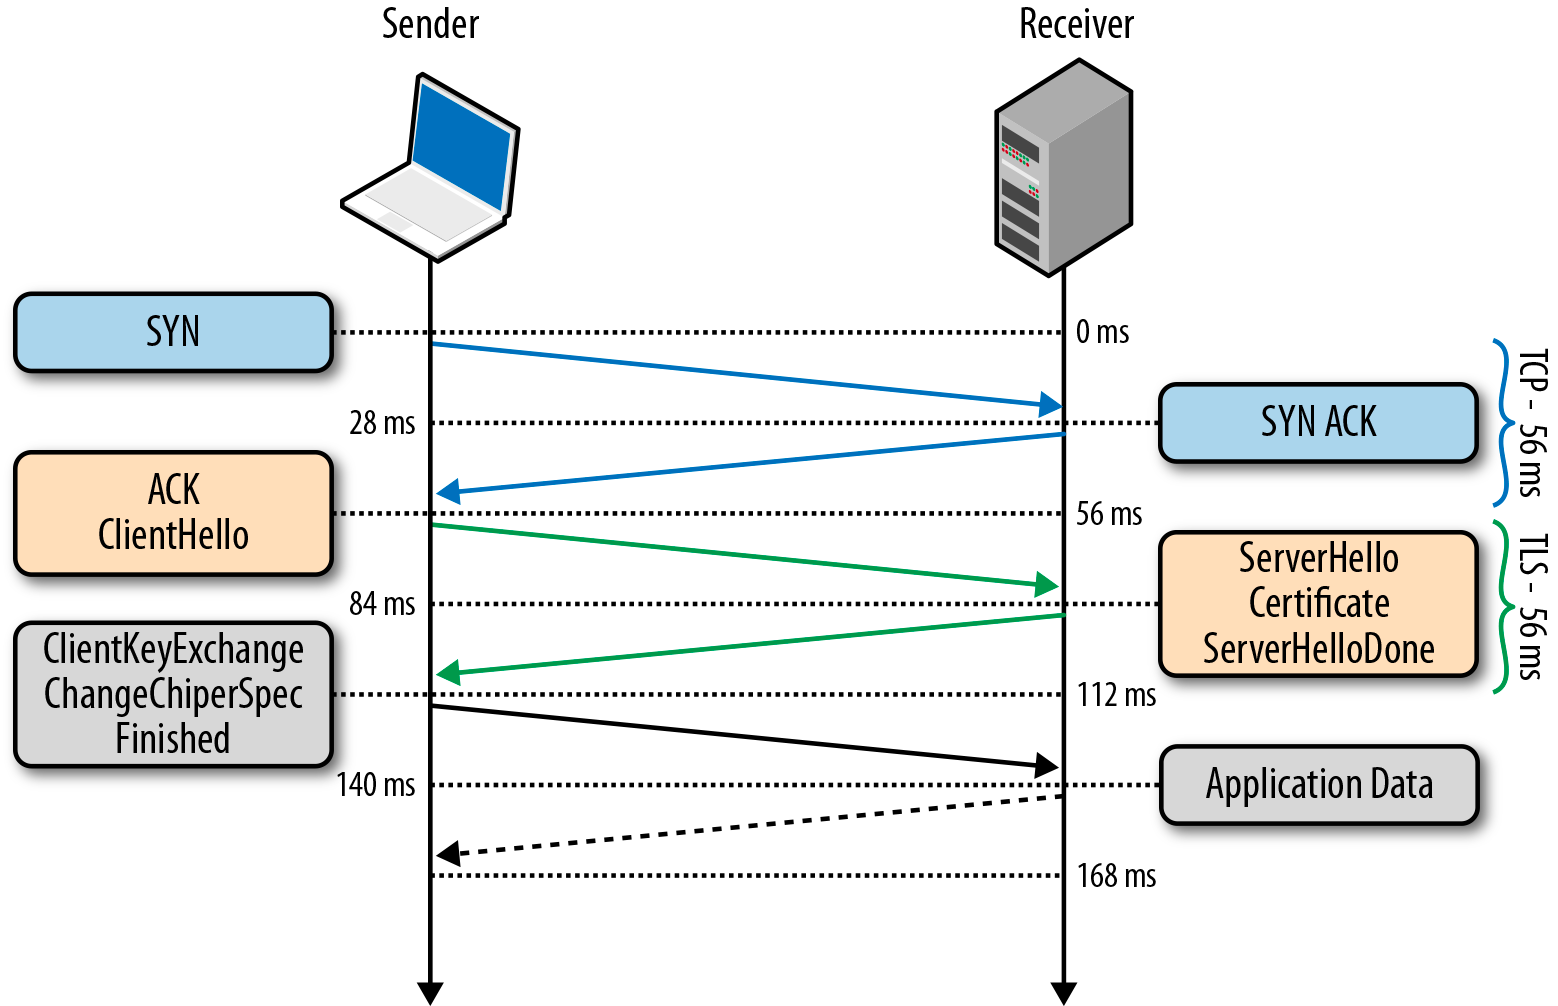 Sender
Receiver
SYN
0 ms
28 ms
SYN ACK
TCP - 56 ms
ACK
ClientHello
56 ms
ServerHello
Certificate
ServerHelloDone
TLS - 56 ms
84 ms
ClientKeyExchange
ChangeChiperSpec
Finished
112 ms
140 ms
Application Data
168 ms